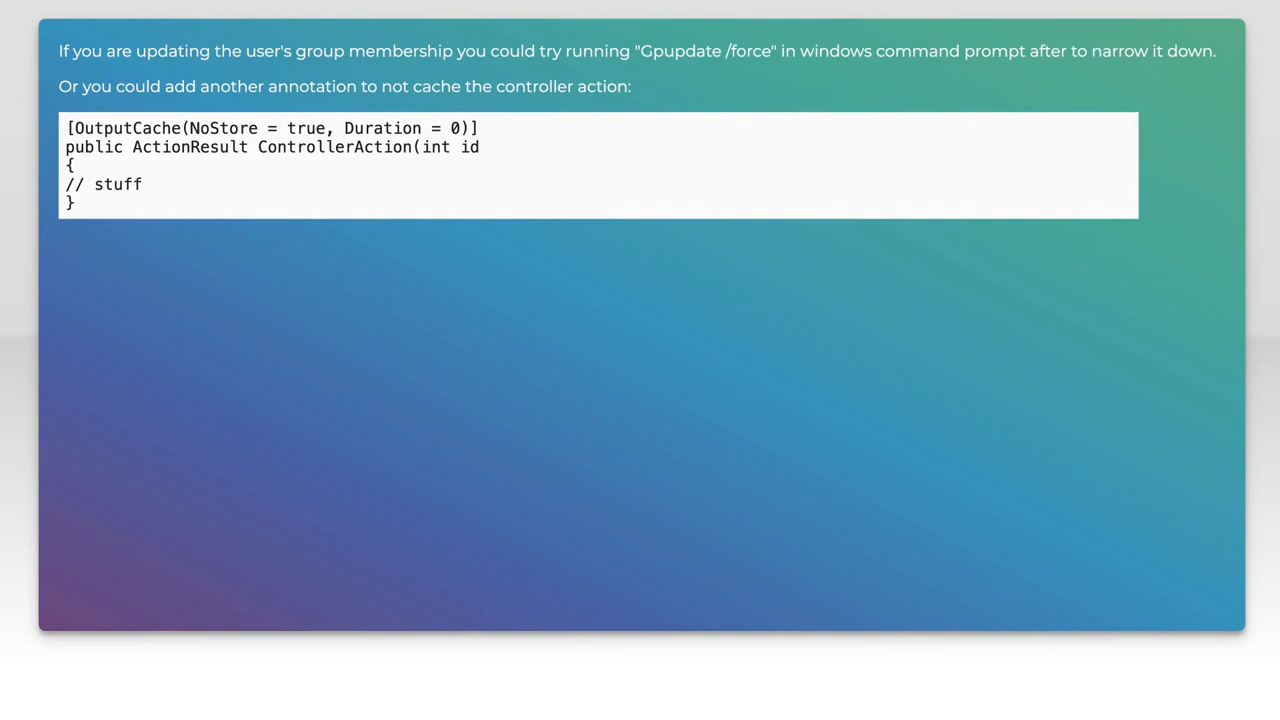 If you are updating the user's group membership you could try running "Gpupdate /force" in windows command prompt after to narrow it down.
Or you could add another annotation to not cache the controller action:
[OutputCache(NoStore = true, Duration = 0)]
public ActionResult ControllerAction(int id
{
// stuff
}